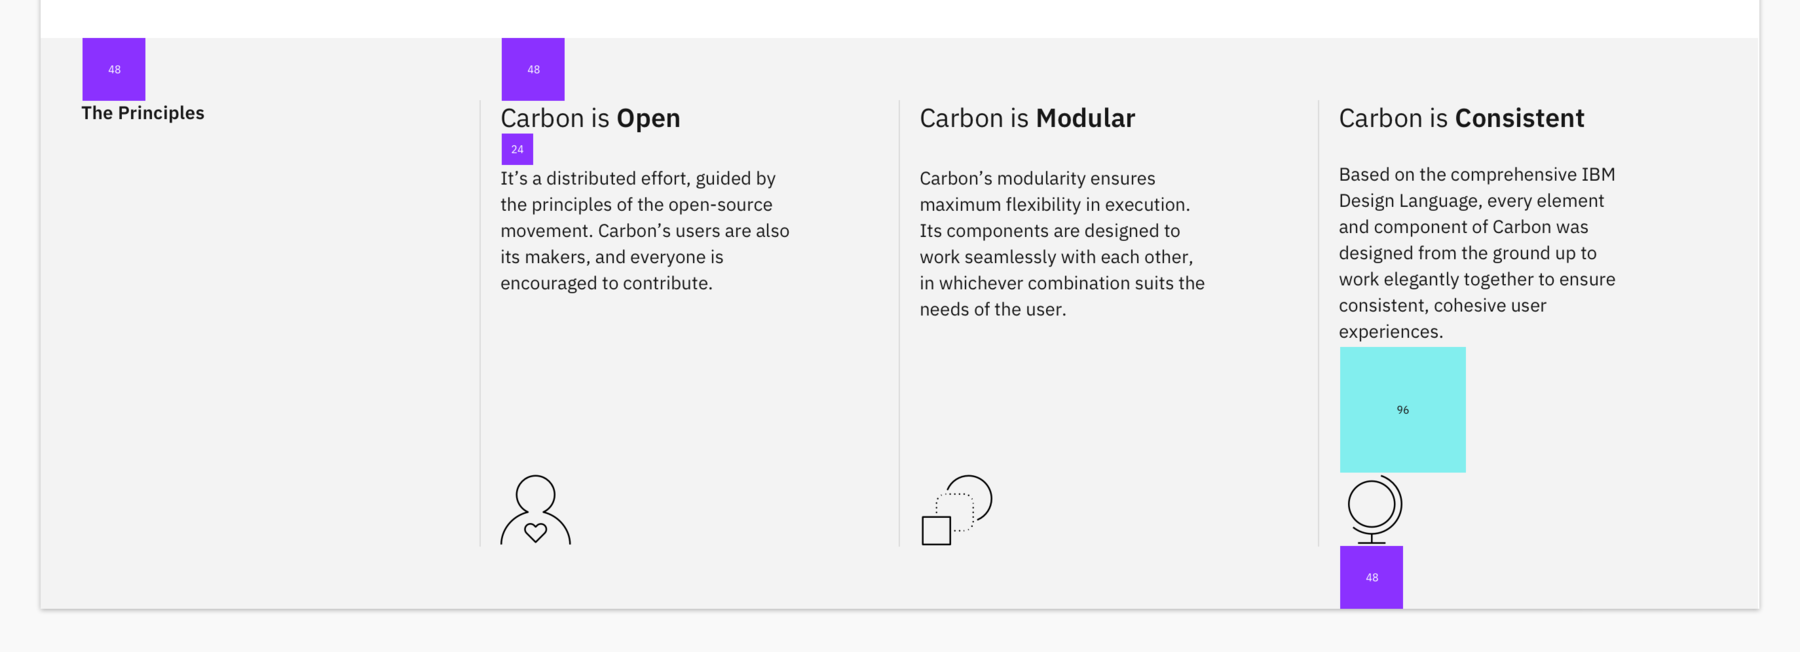 48
The Principles
48
Carbon is Open
24
It’s a distributed effort, guided by
the principles of the open-source
movement. Carbon’s users are also
its makers, and everyone is
encouraged to contribute.
Carbon is Modular
Carbon’s modularity ensures
maximum flexibility in execution.
Its components are designed to
work seamlessly with each other,
in whichever combination suits the
needs of the user.
Carbon is Consistent
Based on the comprehensive IBM
Design Language, every element
and component of Carbon was
designed from the ground up to
work elegantly together to ensure
consistent, cohesive user
experiences.
96
48